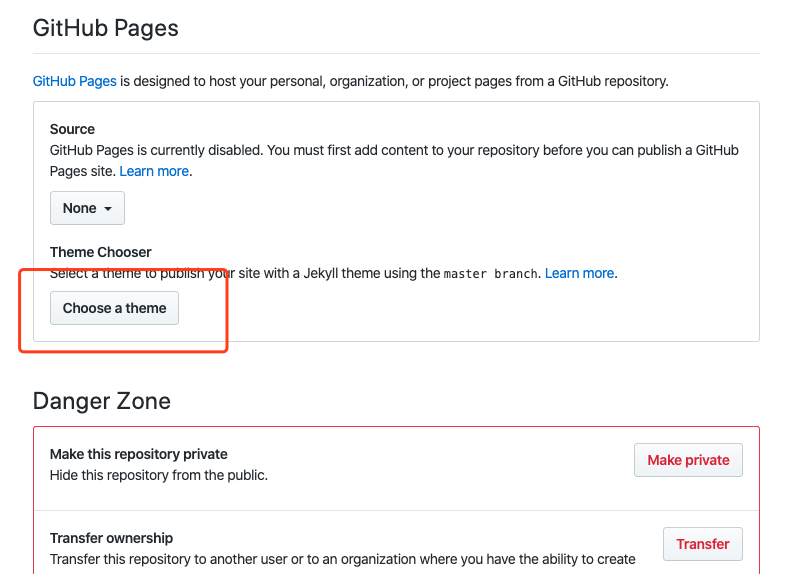 GitHub Pages
GitHub Pages is designed to host your personal, organization, or project pages from a GitHub repository.
Source
GitHub Pages is currently disabled. You must first add content to your repository before you can publish a GitHub
Pages site. Learn more.
None
Theme Chooser
Select a theme to publish your site with a Jekyll theme using the master branch. Learn more.
Choose a theme
Danger Zone
Make this repository private
Hide this repository from the public.
Make private
Transfer ownership
Transfer this repository to another user or to an organization where you have the ability to create
Transfer